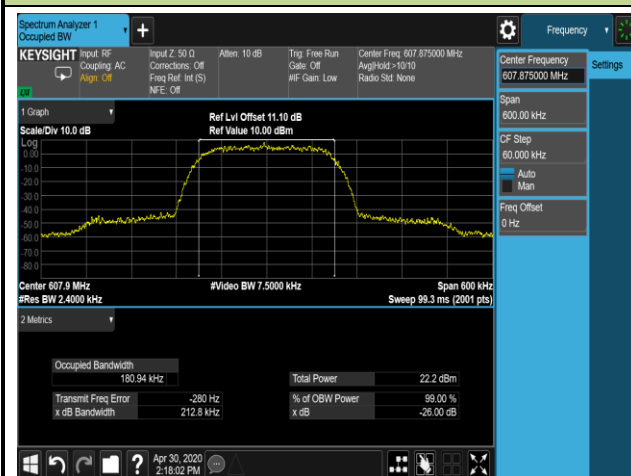 Spectrum Analyzer 1
Occupied BW
+
Frequency
KEYSIGHT
Input: RF
Coupling: AC
Align: Off
Input Z: 50 Ω
Corrections: Off
Freq Ref: Int (S)
NFE: Off
Atten: 10 dB
Trig: Free Run
Gate: Off
#IF Gain: Low
Center Freq: 607.875000 MHz
Avg|Hold:>10/10
Radio Std: None
Center Frequency
607.875000 MHz
Settings
Span
600.00 kHz
CF Step
60.000 kHz
Auto
Man
Freq Offset
0 Hz
1 Graph
Scale/Div 10.0 dB
Ref Lvl Offset 11.10 dB
Ref Value 10.00 dBm
Log
0.00
-10.0
-20.0
-30.0
-40.0
-50.0
-60.0
-70.0
-80.0
Center 607.9 MHz
#Res BW 2.4000 kHz
#Video BW 7.5000 kHz
Span 600 kHz
Sweep 99.3 ms (2001 pts)
2 Metrics
Occupied Bandwidth
180.94 kHz
Total Power 22.2 dBm
Transmit Freq Error -280 Hz
% of OBW Power 99.00 %
x dB Bandwidth 212.8 kHz
x dB -26.00 dB
?
Apr 30, 2020
2:18:02 PM